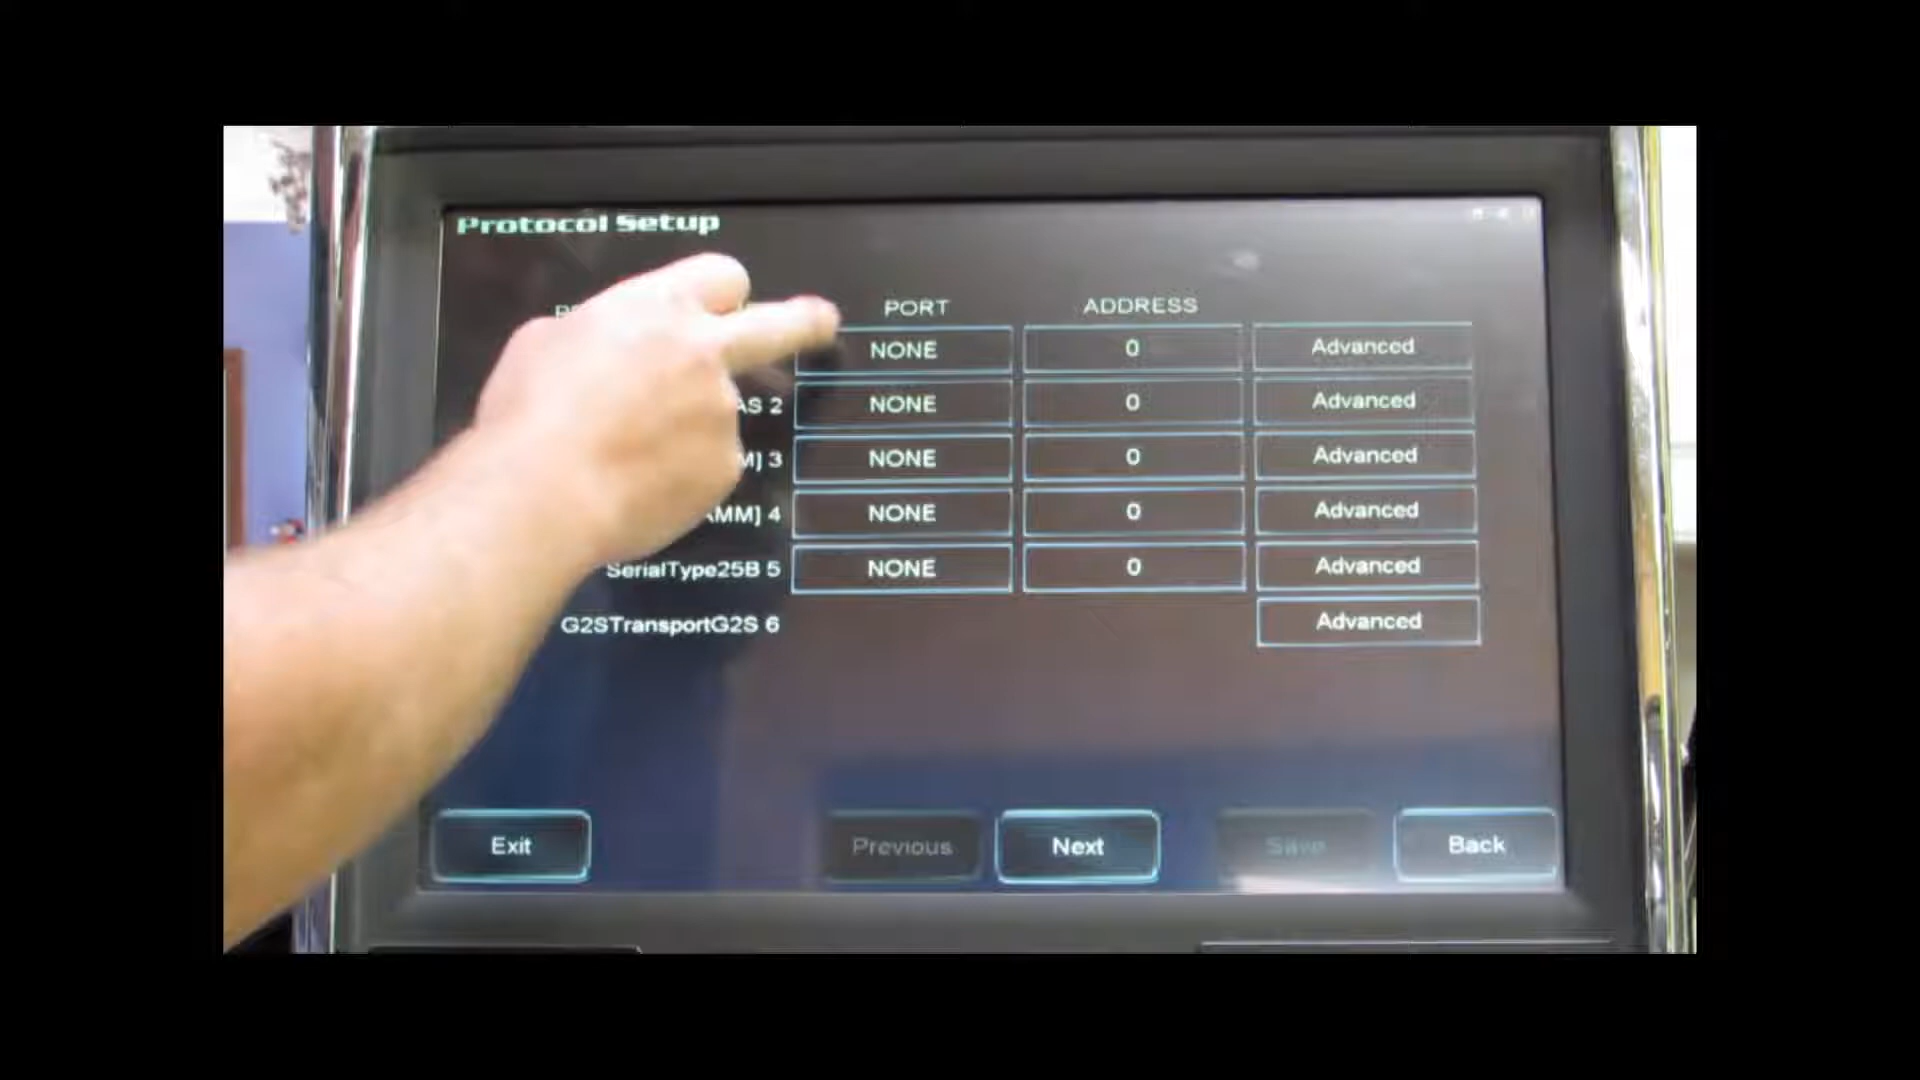 Protocol Setup
PORT ADDRESS
NONE 0 Advanced
AS 2 NONE 0 Advanced
M] 3 NONE 0 Advanced
AMM] 4 NONE 0 Advanced
SerialType25B 5 NONE 0 Advanced
G2STransportG2S 6 Advanced
Exit Previous Next Save Back